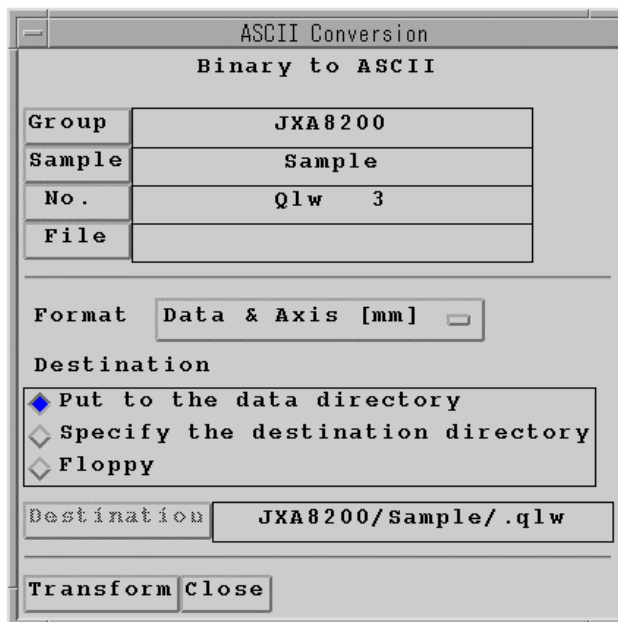 ASCII Conversion
Binary to ASCII
Group JXA8200
Sample Sample
No. Qlw 3
File
Format Data & Axis [mm]
Destination
Put to the data directory
Specify the destination directory
Floppy
Destination JXA8200/Sample/.qlw
Transform Close